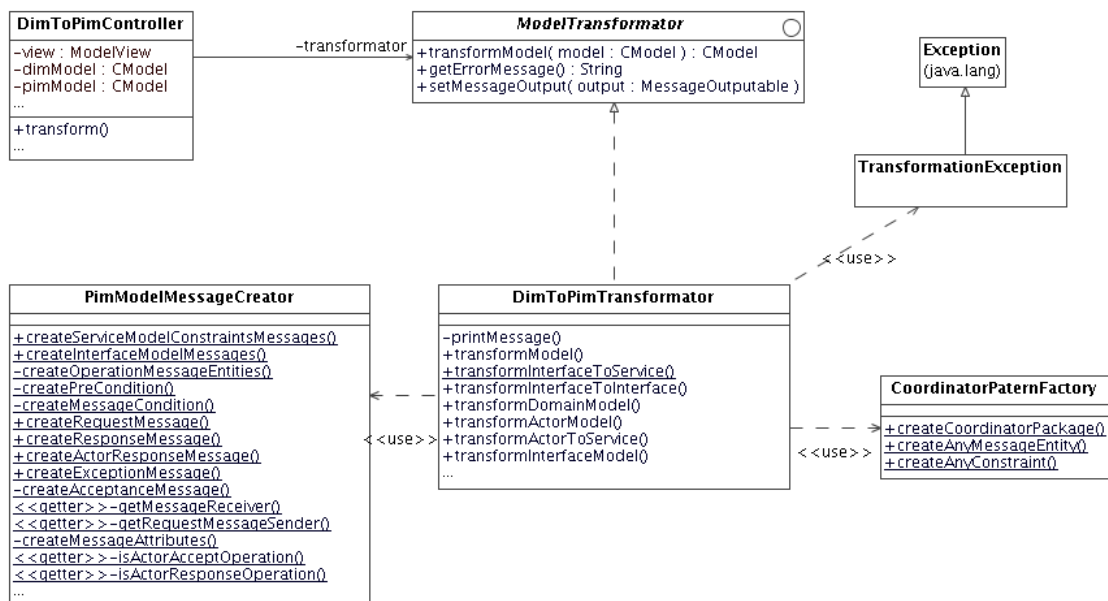 DimToPimController
-view : ModelView
-dimModel : CModel
-pimModel : CModel
...
+transform()
...
-transformator
ModelTransformator
+transformModel( model : CModel ) : CModel
+getErrorMessage() : String
+setMessageOutput( output : MessageOutputable )
Exception
(java.lang)
TransformationException
<<use>>
PimModelMessageCreator
+createServiceModelConstraintsMessages()
+createInterfaceModelMessages()
-createOperationMessageEntities()
-createPreCondition()
-createMessageCondition()
+createRequestMessage()
+createResponseMessage()
+createActorResponseMessage()
+createExceptionMessage()
-createAcceptanceMessage()
<<getter>>-getMessageReceiver()
<<getter>>-getRequestMessageSender()
-createMessageAttributes()
<<getter>>-isActorAcceptOperation()
<<getter>>-isActorResponseOperation()
...
<<use>>
DimToPimTransformator
-printMessage()
+transformModel()
+transformInterfaceToService()
+transformInterfaceToInterface()
+transformDomainModel()
+transformActorModel()
+transformActorToService()
+transformInterfaceModel()
...
<<use>>
CoordinatorPaternFactory
+createCoordinatorPackage()
+createAnyMessageEntity()
+createAnyConstraint()